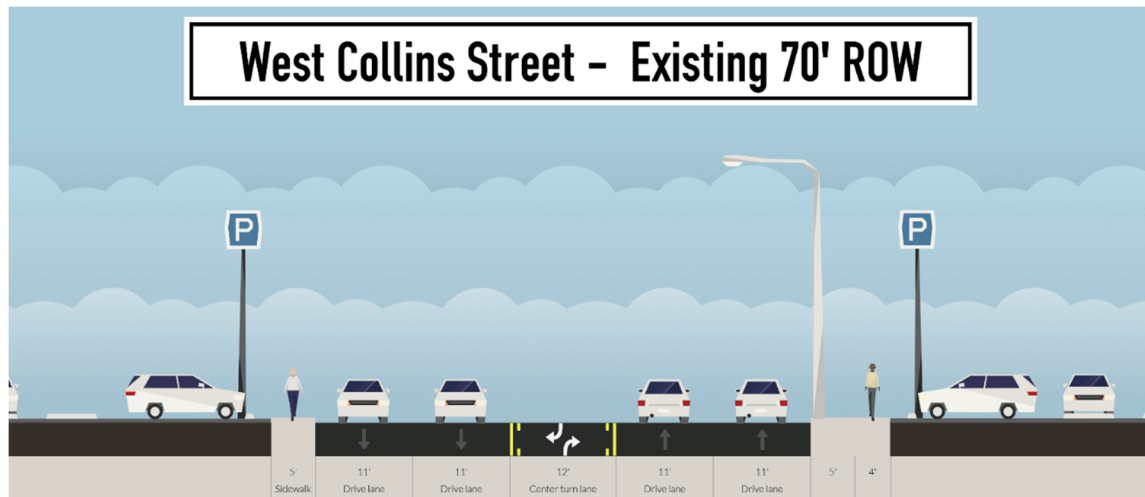 West Collins Street - Existing 70' ROW
P
P
5'
11'
11'
12'
11'
11'
5'
4'
Sidewalk
Drive lane
Drive lane
Center turn lane
Drive lane
Drive lane